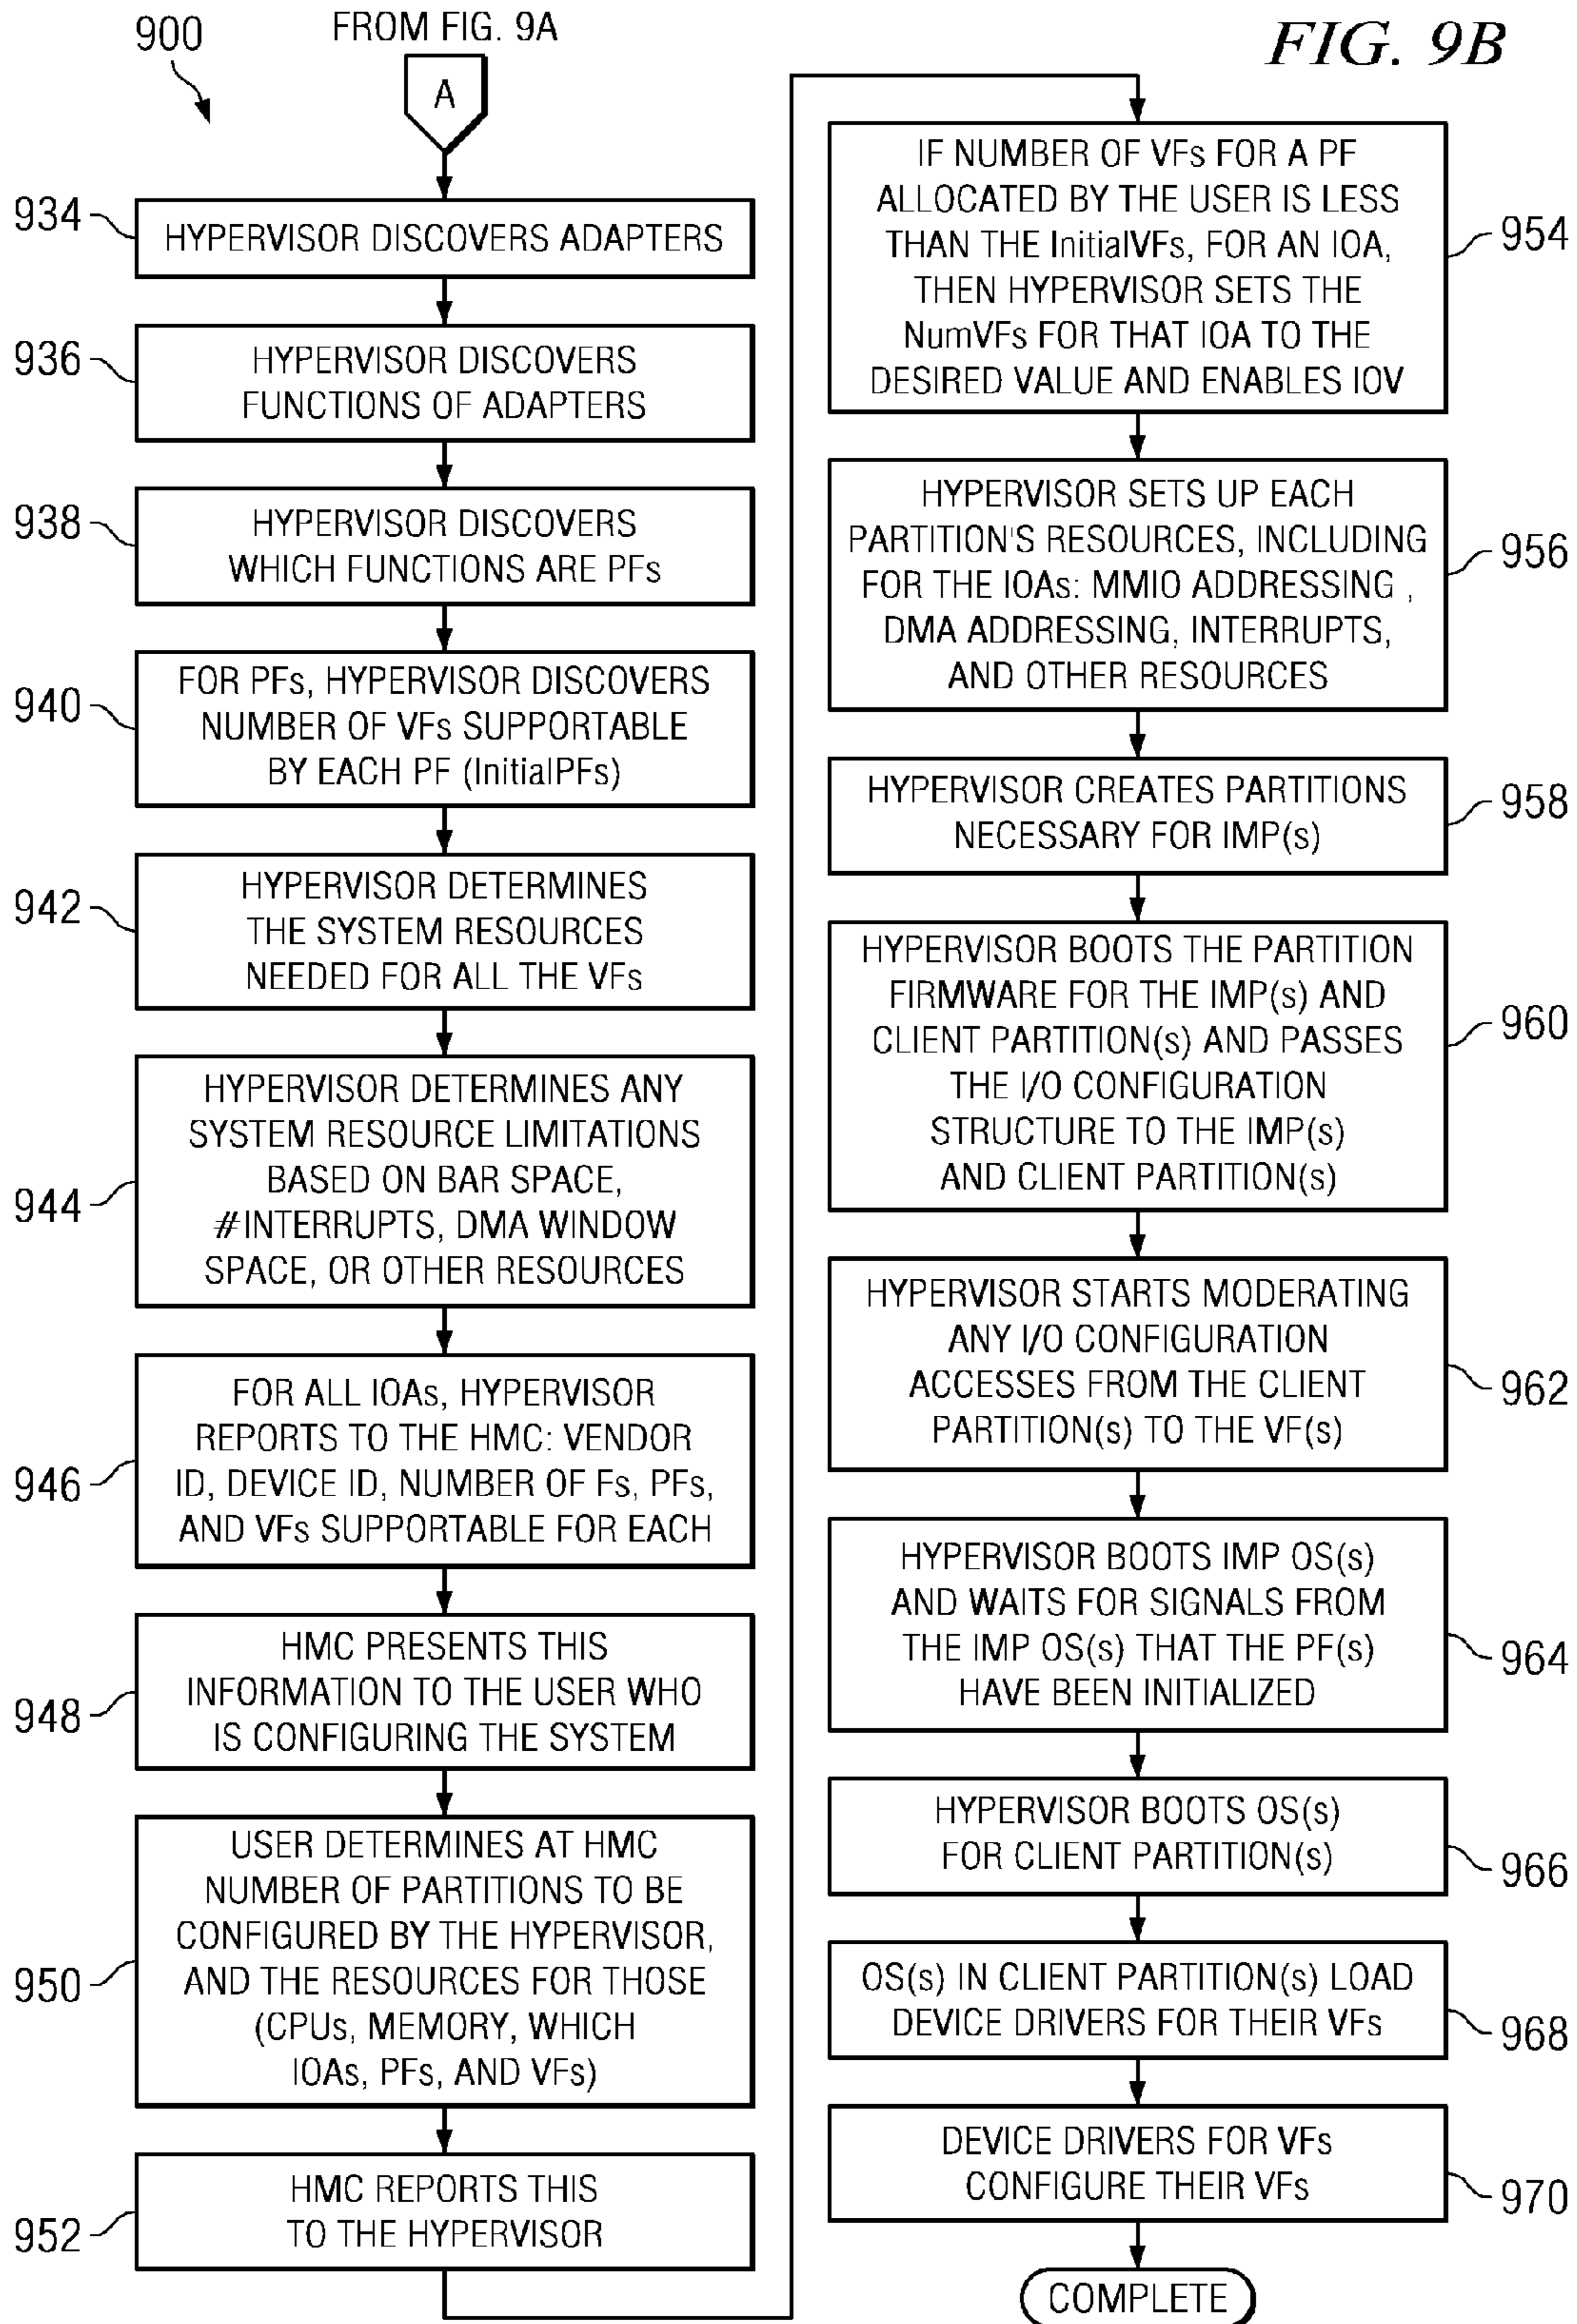 FIG. 9B
900
FROM FIG. 9A
A
934
HYPERVISOR DISCOVERS ADAPTERS
936
HYPERVISOR DISCOVERS
FUNCTIONS OF ADAPTERS
938
HYPERVISOR DISCOVERS
WHICH FUNCTIONS ARE PFs
940
FOR PFs, HYPERVISOR DISCOVERS
NUMBER OF VFs SUPPORTABLE
BY EACH PF (InitialPFs)
942
HYPERVISOR DETERMINES
THE SYSTEM RESOURCES
NEEDED FOR ALL THE VFs
944
HYPERVISOR DETERMINES ANY
SYSTEM RESOURCE LIMITATIONS
BASED ON BAR SPACE,
#INTERRUPTS, DMA WINDOW
SPACE, OR OTHER RESOURCES
946
FOR ALL IOAs, HYPERVISOR
REPORTS TO THE HMC: VENDOR
ID, DEVICE ID, NUMBER OF Fs, PFs,
AND VFs SUPPORTABLE FOR EACH
948
HMC PRESENTS THIS
INFORMATION TO THE USER WHO
IS CONFIGURING THE SYSTEM
950
USER DETERMINES AT HMC
NUMBER OF PARTITIONS TO BE
CONFIGURED BY THE HYPERVISOR,
AND THE RESOURCES FOR THOSE
(CPUs, MEMORY, WHICH
IOAs, PFs, AND VFs)
952
HMC REPORTS THIS
TO THE HYPERVISOR
IF NUMBER OF VFs FOR A PF
ALLOCATED BY THE USER IS LESS
THAN THE InitialVFs, FOR AN IOA,
THEN HYPERVISOR SETS THE
NumVFs FOR THAT IOA TO THE
DESIRED VALUE AND ENABLES IOV
954
HYPERVISOR SETS UP EACH
PARTITION'S RESOURCES, INCLUDING
FOR THE IOAs: MMIO ADDRESSING ,
DMA ADDRESSING, INTERRUPTS,
AND OTHER RESOURCES
956
HYPERVISOR CREATES PARTITIONS
NECESSARY FOR IMP(s)
958
HYPERVISOR BOOTS THE PARTITION
FIRMWARE FOR THE IMP(s) AND
CLIENT PARTITION(s) AND PASSES
THE I/O CONFIGURATION
STRUCTURE TO THE IMP(s)
AND CLIENT PARTITION(s)
960
HYPERVISOR STARTS MODERATING
ANY I/O CONFIGURATION
ACCESSES FROM THE CLIENT
PARTITION(s) TO THE VF(s)
962
HYPERVISOR BOOTS IMP OS(s)
AND WAITS FOR SIGNALS FROM
THE IMP OS(s) THAT THE PF(s)
HAVE BEEN INITIALIZED
964
HYPERVISOR BOOTS OS(s)
FOR CLIENT PARTITION(s)
966
OS(s) IN CLIENT PARTITION(s) LOAD
DEVICE DRIVERS FOR THEIR VFs
968
DEVICE DRIVERS FOR VFs
CONFIGURE THEIR VFs
970
COMPLETE